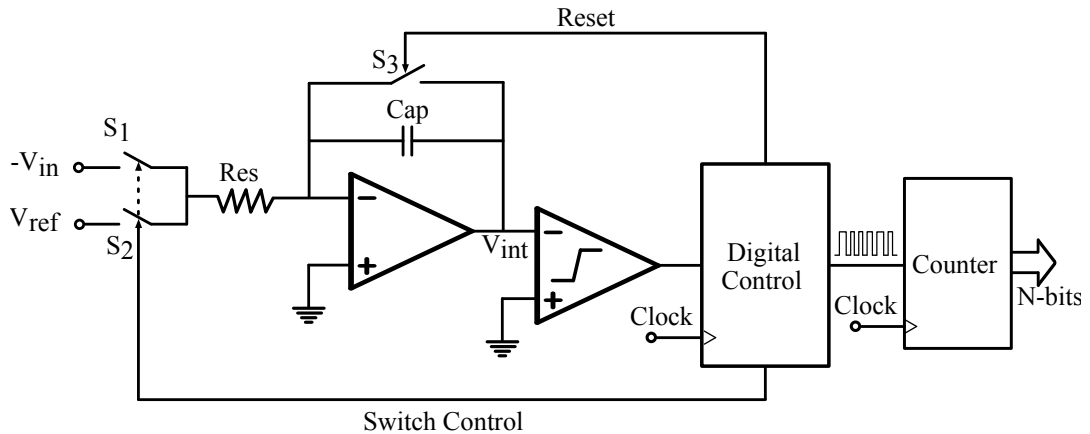 Reset
S3
Cap
S1
-Vin
Res
Vref
S2
Vint
Digital
Control
Counter
N-bits
Clock
Clock
Switch Control